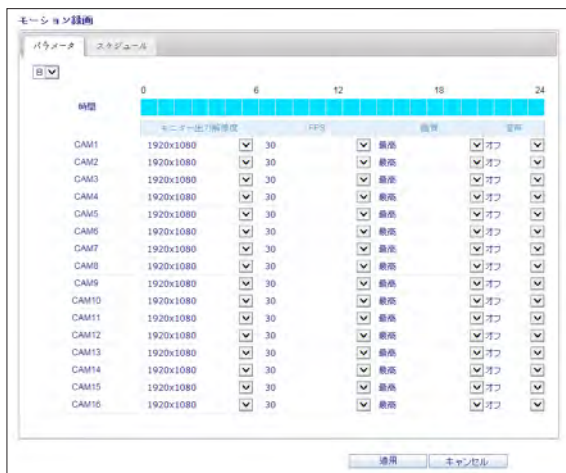 モーション録画
パラメータ スケジュール
日
0 6 12 18 24
時間
モニター出力解像度 FPS 画質 音声
CAM1 1920x1080 30 最高 オフ
CAM2 1920x1080 30 最高 オフ
CAM3 1920x1080 30 最高 オフ
CAM4 1920x1080 30 最高 オフ
CAM5 1920x1080 30 最高 オフ
CAM6 1920x1080 30 最高 オフ
CAM7 1920x1080 30 最高 オフ
CAM8 1920x1080 30 最高 オフ
CAM9 1920x1080 30 最高 オフ
CAM10 1920x1080 30 最高 オフ
CAM11 1920x1080 30 最高 オフ
CAM12 1920x1080 30 最高 オフ
CAM13 1920x1080 30 最高 オフ
CAM14 1920x1080 30 最高 オフ
CAM15 1920x1080 30 最高 オフ
CAM16 1920x1080 30 最高 オフ
適用 キャンセル